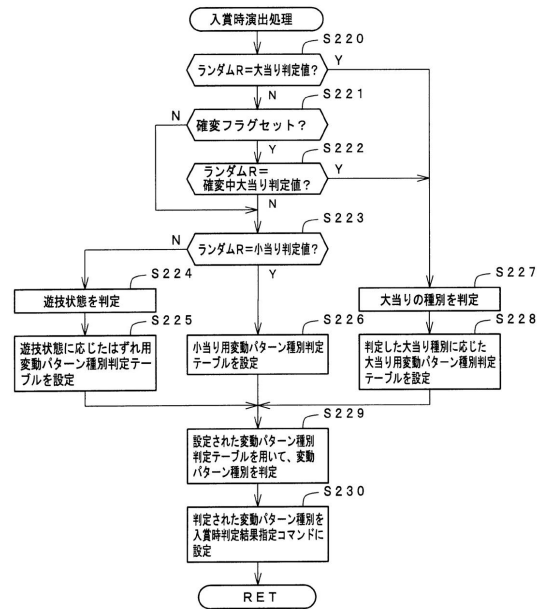 入賞時演出処理
S220
ランダムR=大当り判定値?
Y
N
S221
確変フラグセット?
N
Y
S222
ランダムR=
確変中大当り判定値?
Y
N
S223
ランダムR=小当り判定値?
N
Y
S224
遊技状態を判定
S227
大当りの種別を判定
S225
遊技状態に応じたはずれ用
変動パターン種別判定テー
ブルを設定
S226
小当り用変動パターン種別判定
テーブルを設定
S228
判定した大当り種別に応じた
大当り用変動パターン種別判定
テーブルを設定
S229
設定された変動パターン種別
判定テーブルを用いて、変動
パターン種別を判定
S230
判定された変動パターン種別を
入賞時判定結果指定コマンドに
設定
RET